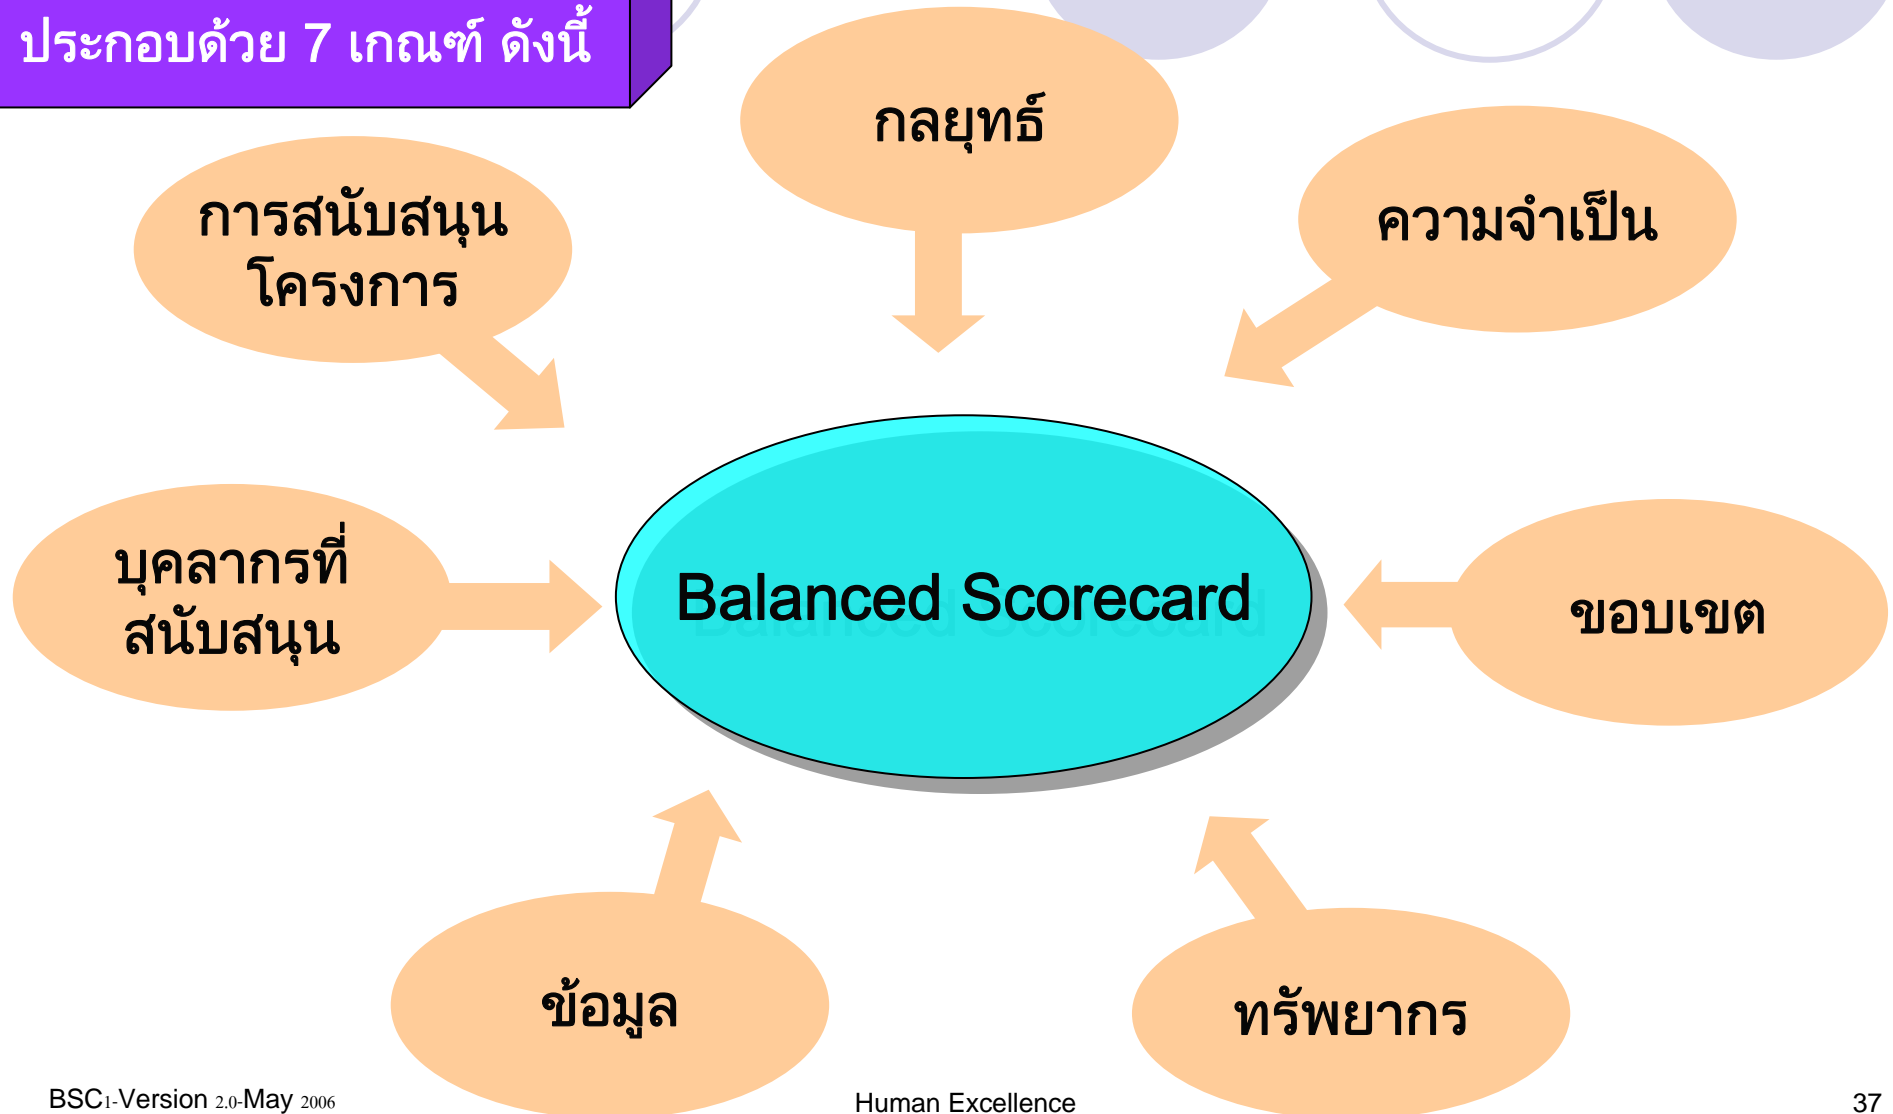 ประกอบด้วย 7 เกณฑ์ ดังนี้
กลยุทธ์
ความจำเป็น
การสนับสนุน
โครงการ
บุคลากรที่
สนับสนุน
Balanced Scorecard
ขอบเขต
ข้อมูล
ทรัพยากร
BSC1-Version 2.0-May 2006
Human Excellence
37